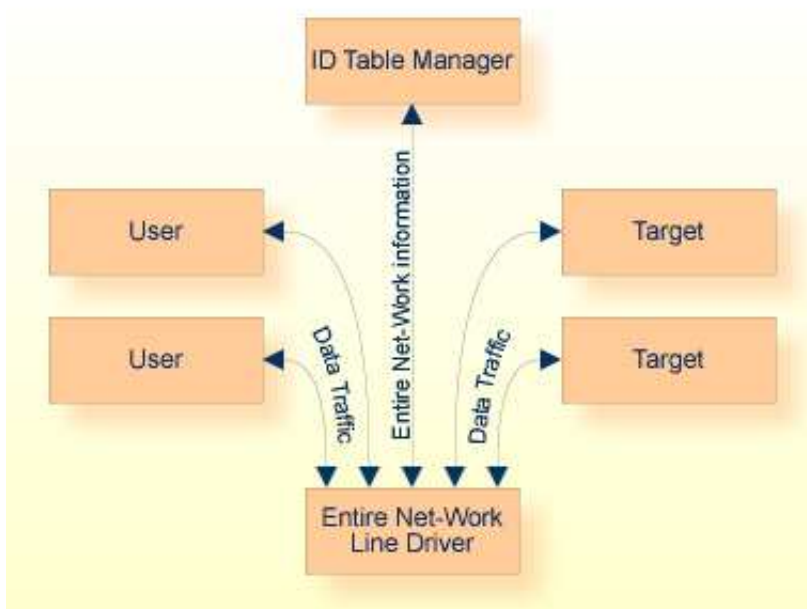 ID Table Manager
User
Target
User
Target
Entire Net-Work information
Data Traffic
Data Traffic
Entire Net-Work
Line Driver